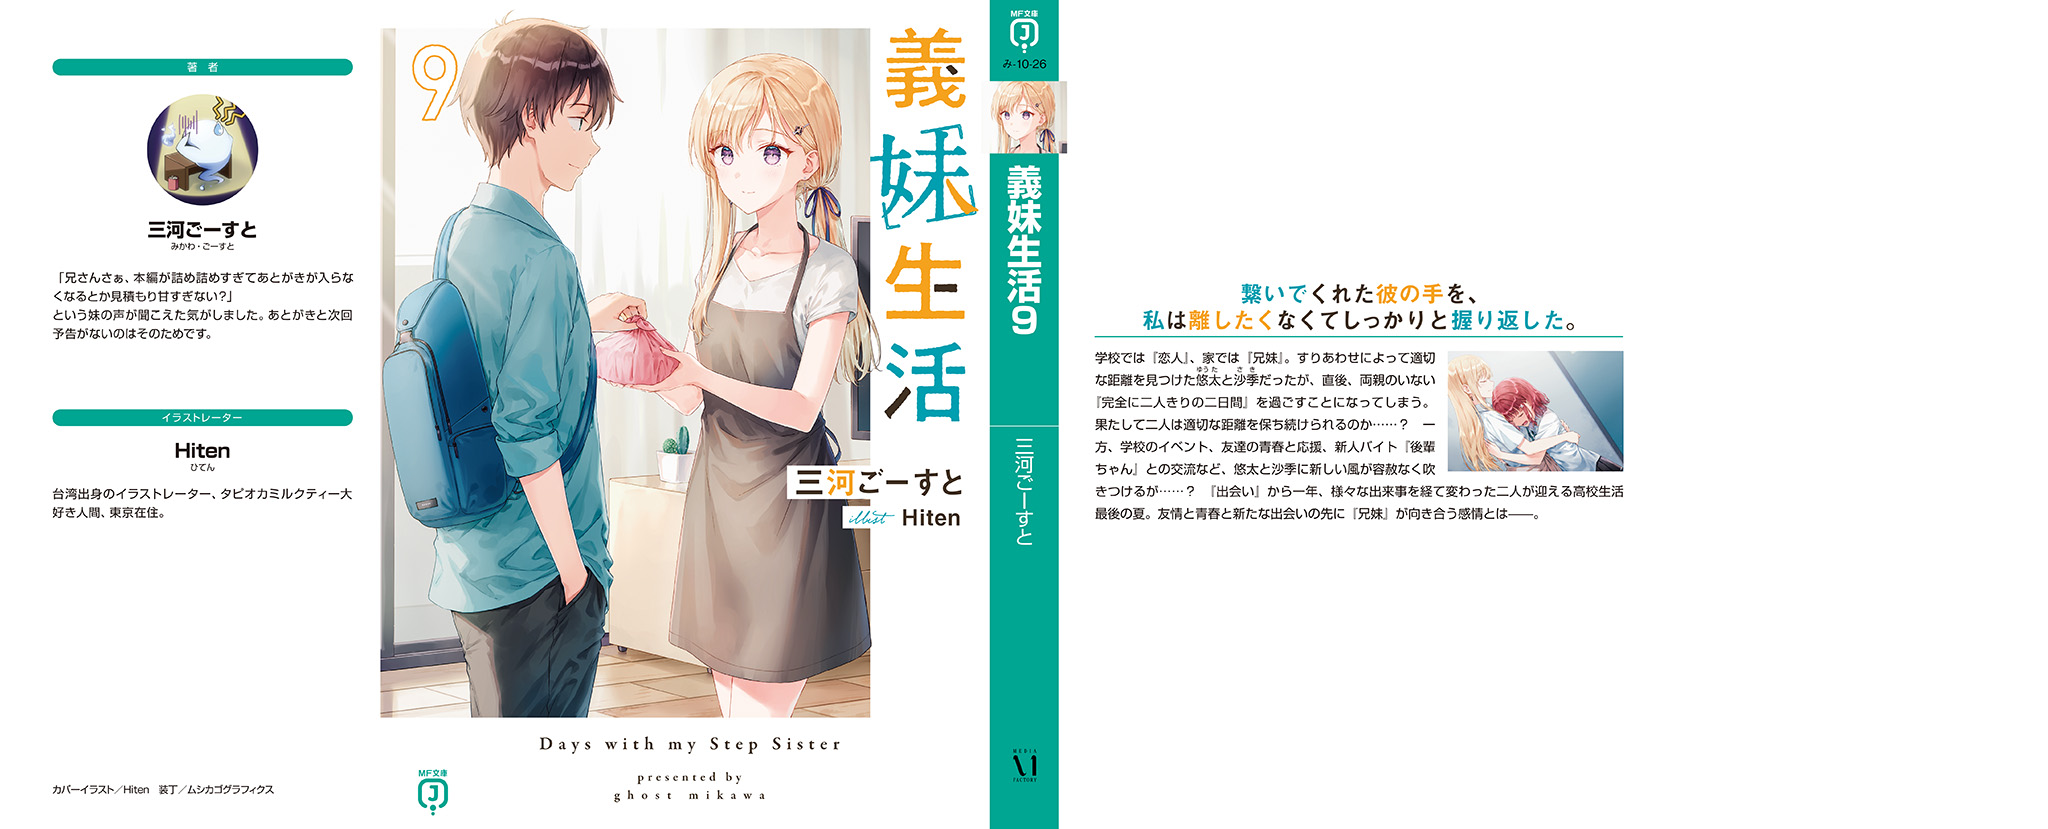 著者
三河ごーすと
みかわ・ごーすと
「兄さんさぁ、本編が詰め詰めすぎてあとがきが入らな
くなるとか見積もり甘すぎない？」
という妹の声が聞こえた気がしました。あとがきと次回
予告がないのはそのためです。
イラストレーター
Hiten
ひてん
台湾出身のイラストレーター、タピオカミルクティー大
好き人間、東京在住。
カバーイラスト／Hiten　装丁／ムシカゴグラフィクス
9
義妹生活
三河ごーすと
illust Hiten
Days with my Step Sister
presented by
ghost mikawa
MF文庫
J
MF文庫
J
み-10-26
義妹生活9
三河ごーすと
MEDIA
FACTORY
繋いでくれた彼の手を、
私は離したくなくてしっかりと握り返した。
学校では『恋人』、家では『兄妹』。すりあわせによって適切
な距離を見つけた悠太と沙季だったが、直後、両親のいない
ゆうた さき
『完全に二人きりの二日間』を過ごすことになってしまう。
果たして二人は適切な距離を保ち続けられるのか……？　一
方、学校のイベント、友達の青春と応援、新人バイト『後輩
ちゃん』との交流など、悠太と沙季に新しい風が容赦なく吹
きつけるが……？　『出会い』から一年、様々な出来事を経て変わった二人が迎える高校生活
最後の夏。友情と青春と新たな出会いの先に『兄妹』が向き合う感情とは――。